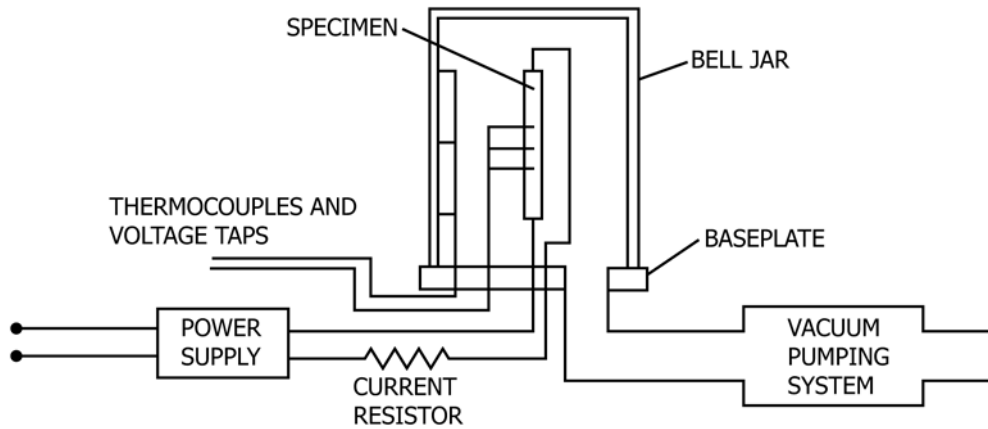 SPECIMEN
BELL JAR
THERMOCOUPLES AND
VOLTAGE TAPS
BASEPLATE
POWER
SUPPLY
CURRENT
RESISTOR
VACUUM
PUMPING
SYSTEM